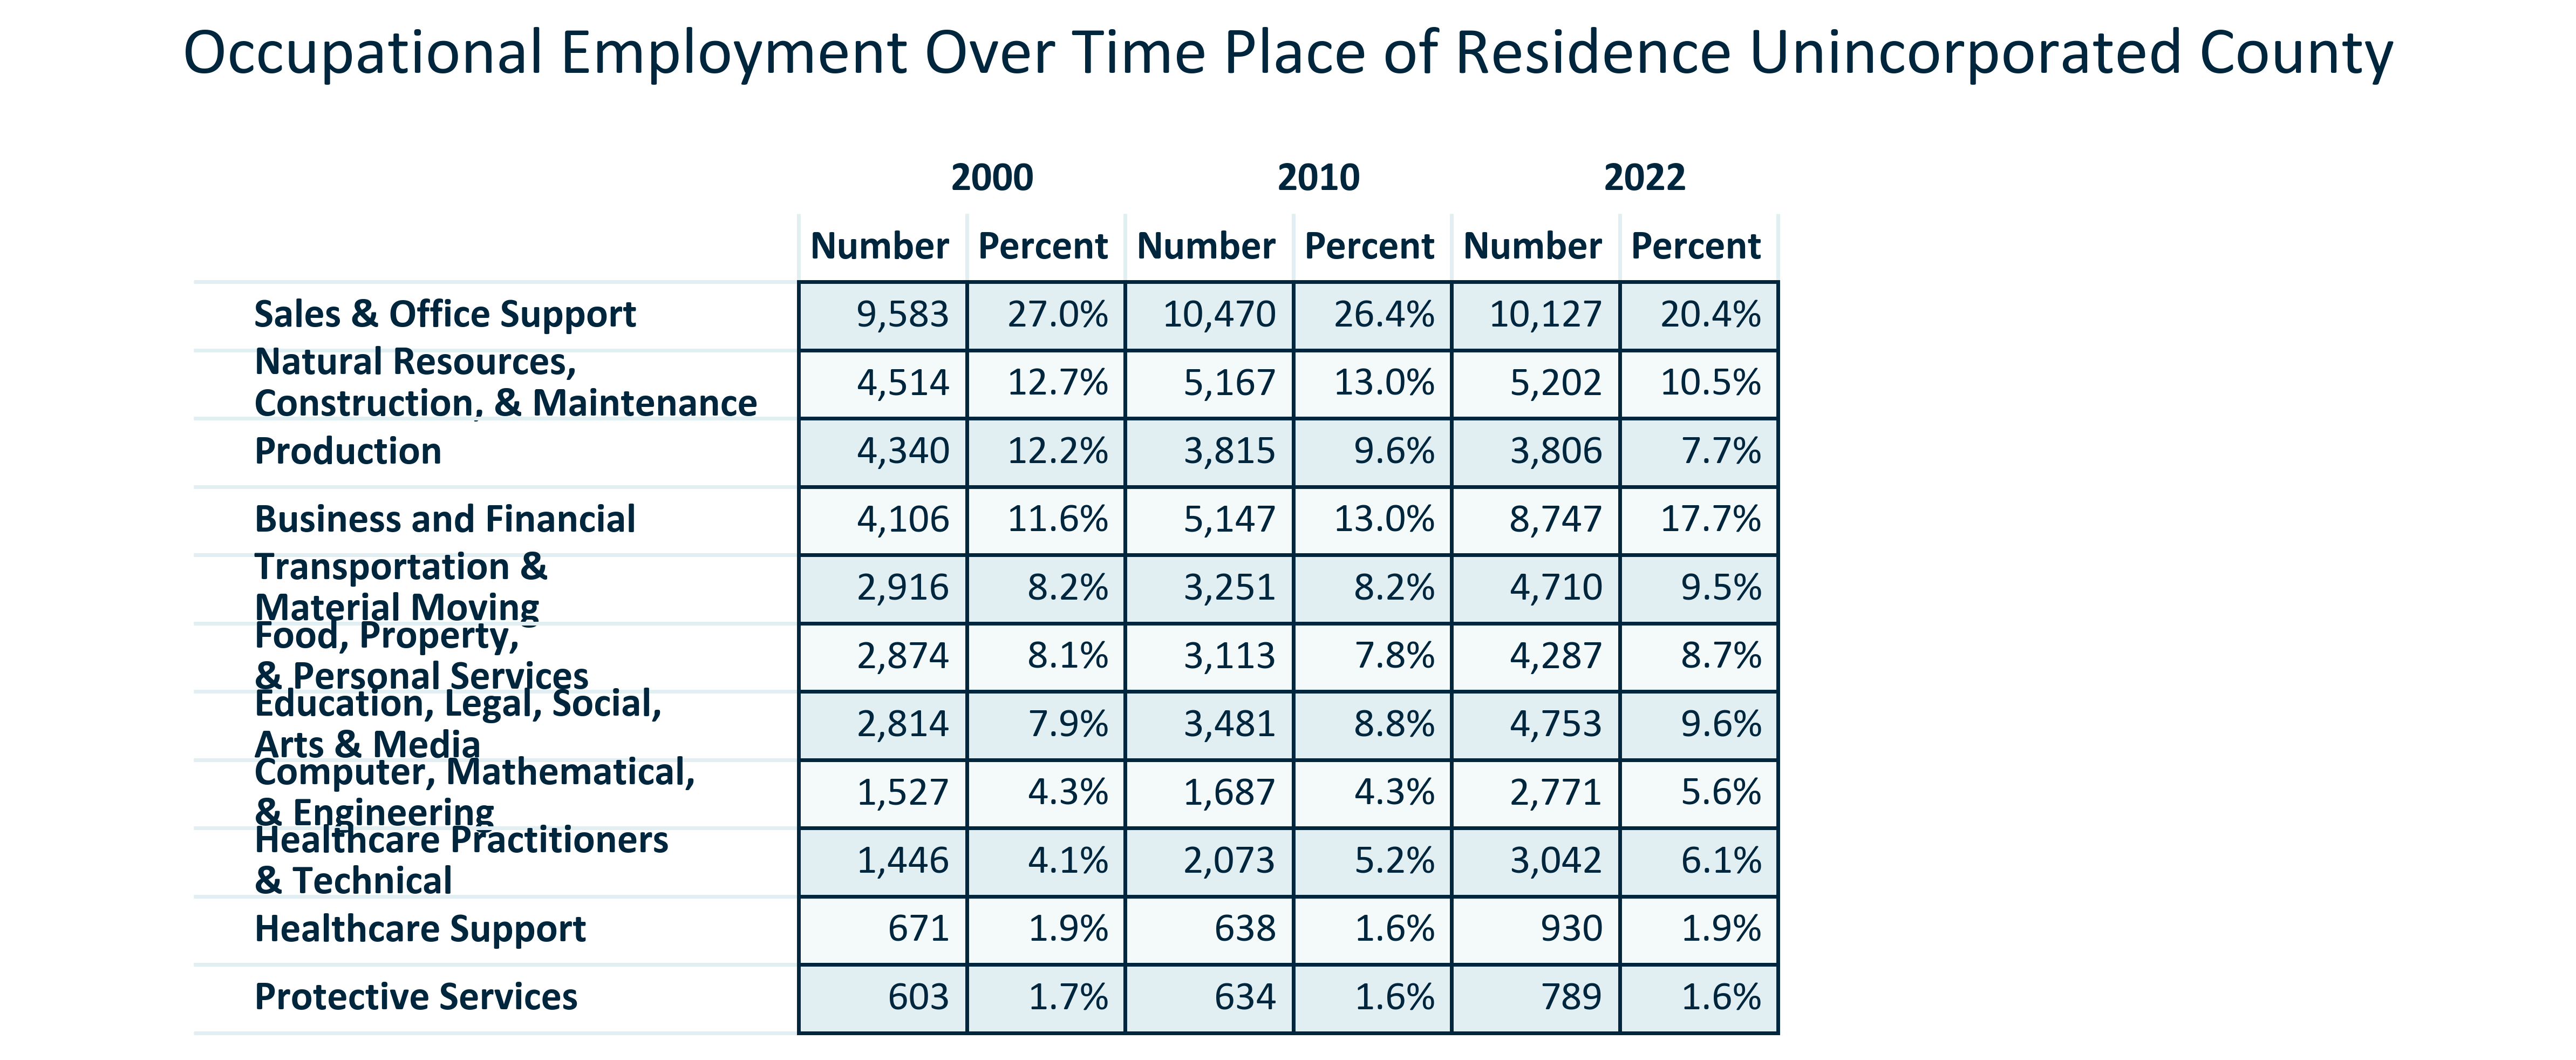 Occupational Employment Over Time Place of Residence Unincorporated County
2000 2010 2022
Number Percent Number Percent Number Percent
Sales & Office Support 9,583 27.0% 10,470 26.4% 10,127 20.4%
Natural Resources,
Construction, & Maintenance 4,514 12.7% 5,167 13.0% 5,202 10.5%
Production 4,340 12.2% 3,815 9.6% 3,806 7.7%
Business and Financial 4,106 11.6% 5,147 13.0% 8,747 17.7%
Transportation &
Material Moving 2,916 8.2% 3,251 8.2% 4,710 9.5%
Food, Property,
& Personal Services 2,874 8.1% 3,113 7.8% 4,287 8.7%
Education, Legal, Social,
Arts & Media 2,814 7.9% 3,481 8.8% 4,753 9.6%
Computer, Mathematical,
& Engineering 1,527 4.3% 1,687 4.3% 2,771 5.6%
Healthcare Practitioners
& Technical 1,446 4.1% 2,073 5.2% 3,042 6.1%
Healthcare Support 671 1.9% 638 1.6% 930 1.9%
Protective Services 603 1.7% 634 1.6% 789 1.6%